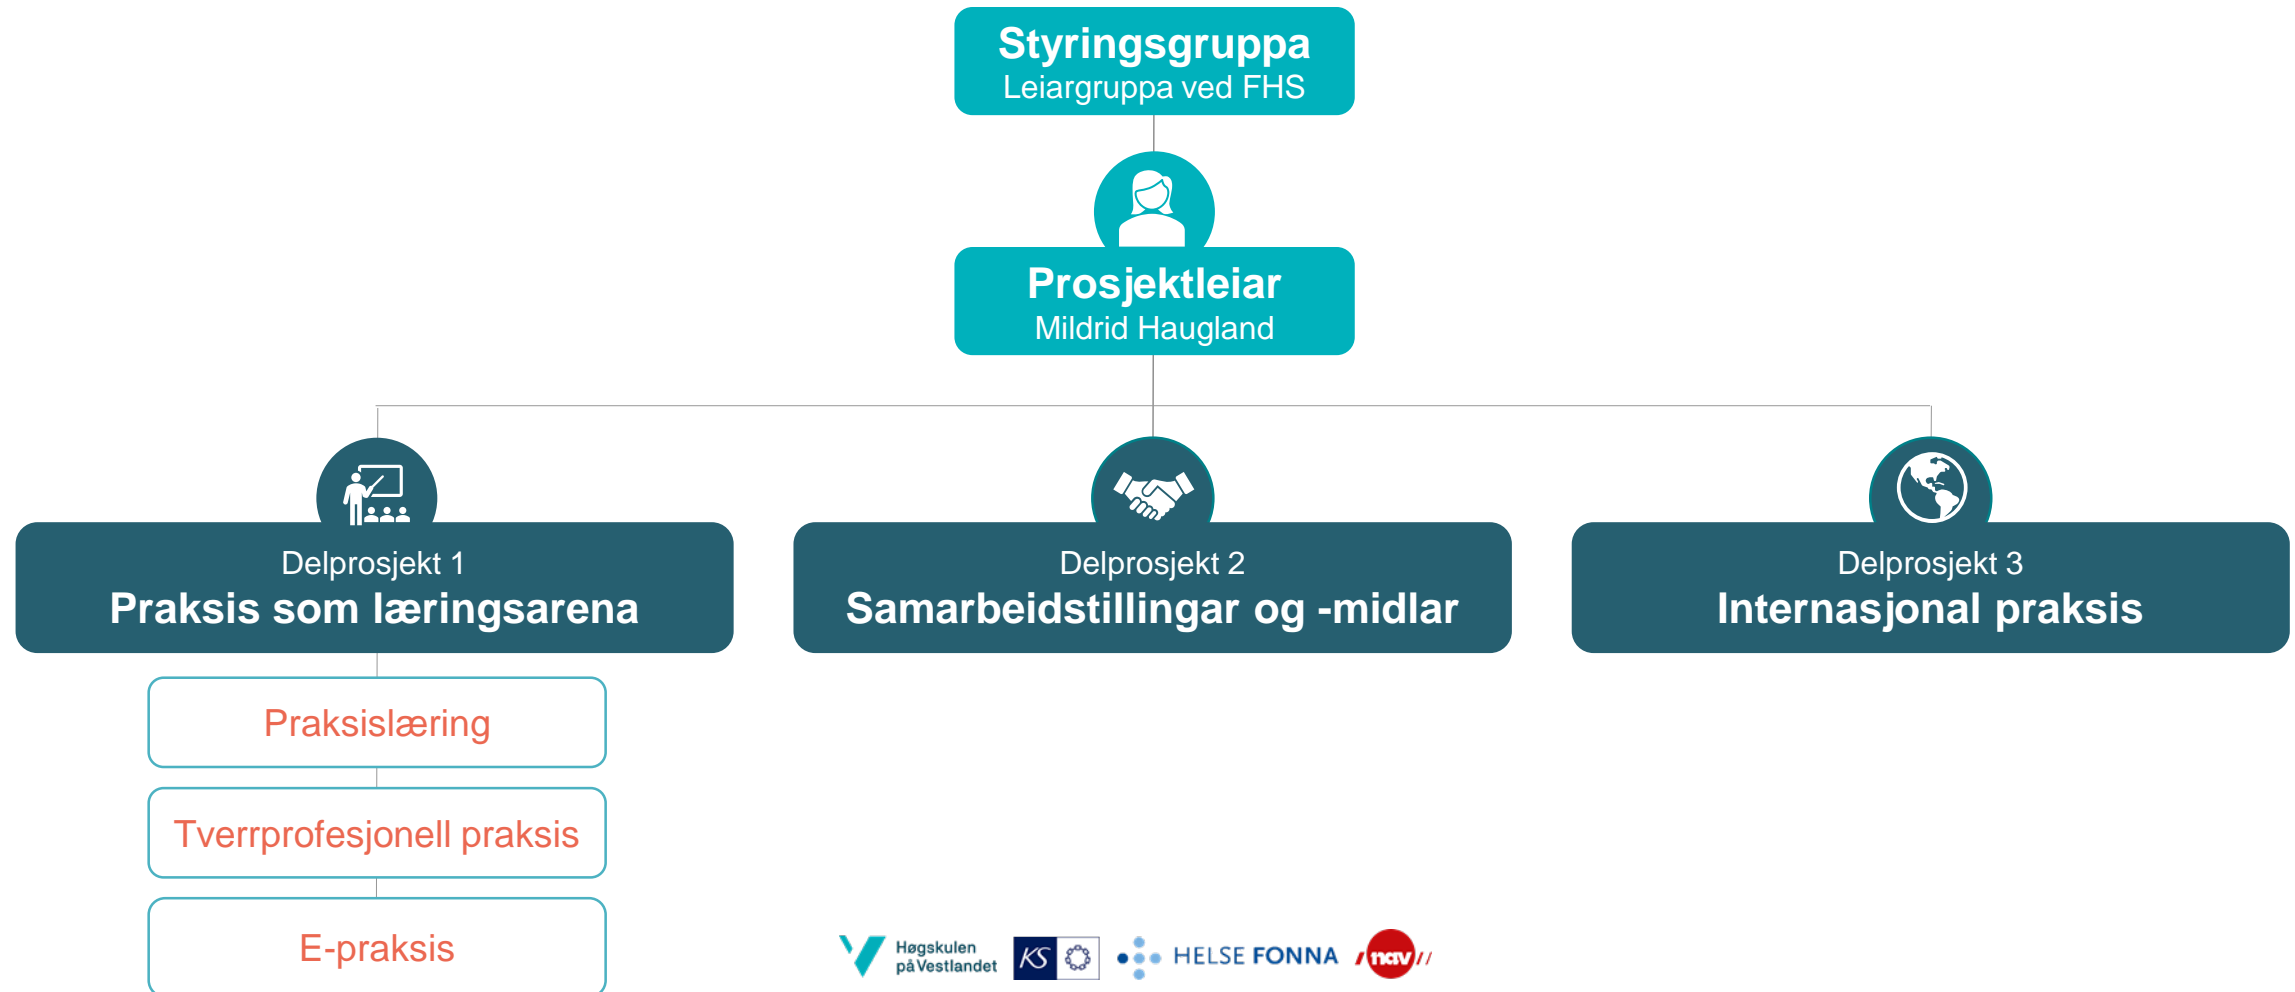 Styringsgruppa
Leiargruppa ved FHS
Prosjektleiar
Mildrid Haugland
Delprosjekt 1
Praksis som læringsarena
Delprosjekt 2
Samarbeidstillingar og -midlar
Delprosjekt 3
Internasjonal praksis
Praksislæring
Tverrprofesjonell praksis
E-praksis
Høgskulen
på Vestlandet
KS
HELSE FONNA
nav